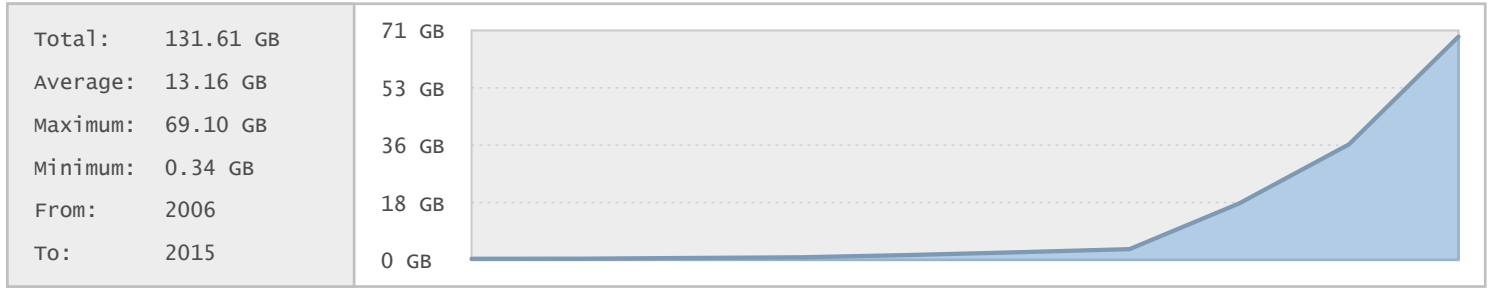 Total: 131.61 GB
Average: 13.16 GB
Maximum: 69.10 GB
Minimum: 0.34 GB
From: 2006
To: 2015
71 GB
53 GB
36 GB
18 GB
0 GB